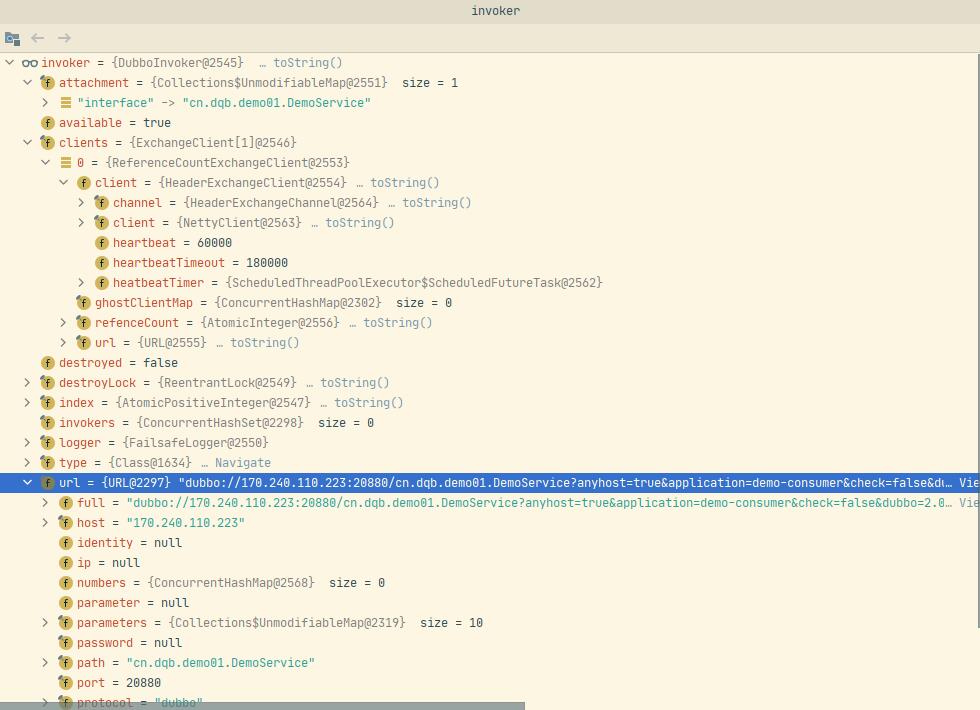 invoker
invoker = {DubboInvoker@2545} … toString()
attachment = {Collections$UnmodifiableMap@2551} size = 1
"interface" -> "cn.dqb.demo01.DemoService"
available = true
clients = {ExchangeClient[1]@2546}
0 = {ReferenceCountExchangeClient@2553}
client = {HeaderExchangeClient@2554} … toString()
channel = {HeaderExchangeChannel@2564} … toString()
client = {NettyClient@2563} … toString()
heartbeat = 60000
heartbeatTimeout = 180000
heatbeatTimer = {ScheduledThreadPoolExecutor$ScheduledFutureTask@2562}
ghostClientMap = {ConcurrentHashMap@2302} size = 0
refenceCount = {AtomicInteger@2556} … toString()
url = {URL@2555} … toString()
destroyed = false
destroyLock = {ReentrantLock@2549} … toString()
index = {AtomicPositiveInteger@2547} … toString()
invokers = {ConcurrentHashSet@2298} size = 0
logger = {FailsafeLogger@2550}
type = {Class@1634} … Navigate
url = {URL@2297} "dubbo://170.240.110.223:20880/cn.dqb.demo01.DemoService?anyhost=true&application=demo-consumer&check=false&d… Vie
full = "dubbo://170.240.110.223:20880/cn.dqb.demo01.DemoService?anyhost=true&application=demo-consumer&check=false&dubbo=2.0… Vie
host = "170.240.110.223"
identity = null
ip = null
numbers = {ConcurrentHashMap@2568} size = 0
parameter = null
parameters = {Collections$UnmodifiableMap@2319} size = 10
password = null
path = "cn.dqb.demo01.DemoService"
port = 20880
protocol = "dubbo"